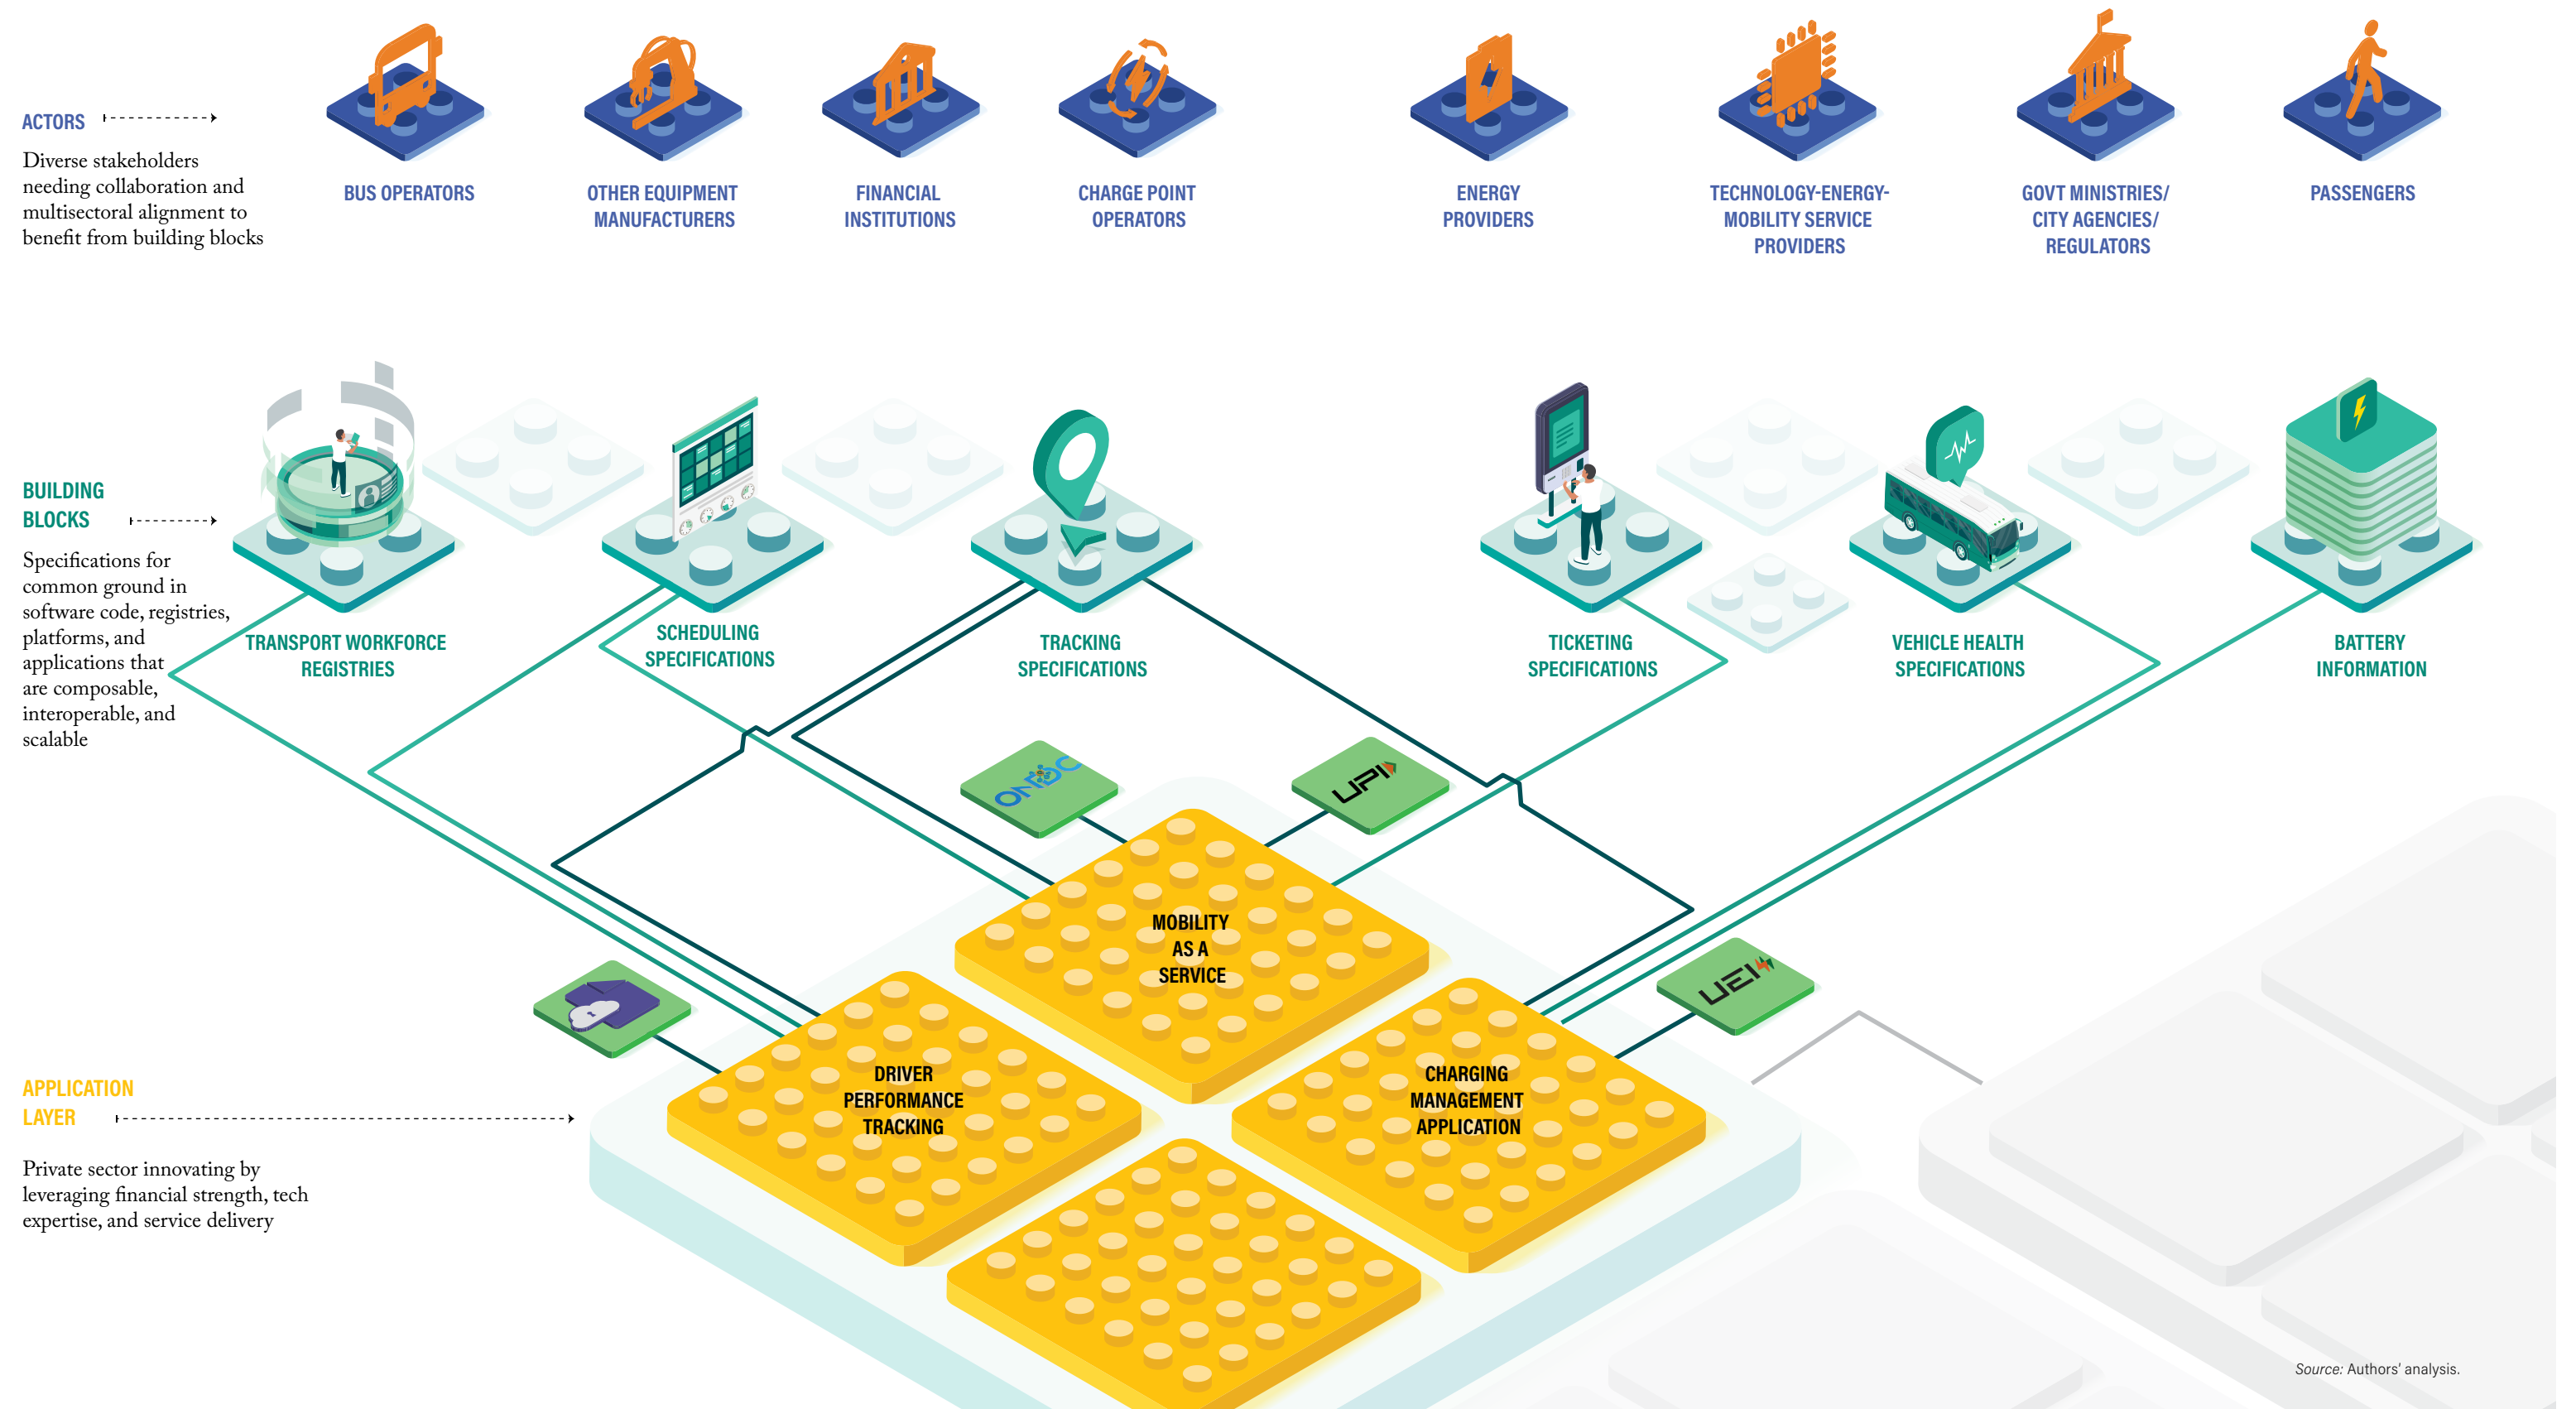 ACTORS
Diverse stakeholders
needing collaboration and
multisectoral alignment to
benefit from building blocks
BUS OPERATORS
OTHER EQUIPMENT
MANUFACTURERS
FINANCIAL
INSTITUTIONS
CHARGE POINT
OPERATORS
ENERGY
PROVIDERS
TECHNOLOGY-ENERGY-
MOBILITY SERVICE
PROVIDERS
GOVT MINISTRIES/
CITY AGENCIES/
REGULATORS
PASSENGERS
BUILDING
BLOCKS
Specifications for
common ground in
software code, registries,
platforms, and
applications that
are composable,
interoperable, and
scalable
TRANSPORT WORKFORCE
REGISTRIES
SCHEDULING
SPECIFICATIONS
TRACKING
SPECIFICATIONS
TICKETING
SPECIFICATIONS
VEHICLE HEALTH
SPECIFICATIONS
BATTERY
INFORMATION
ONDC
UPI
UEI
MOBILITY
AS A
SERVICE
DRIVER
PERFORMANCE
TRACKING
CHARGING
MANAGEMENT
APPLICATION
APPLICATION
LAYER
Private sector innovating by
leveraging financial strength, tech
expertise, and service delivery
Source: Authors' analysis.